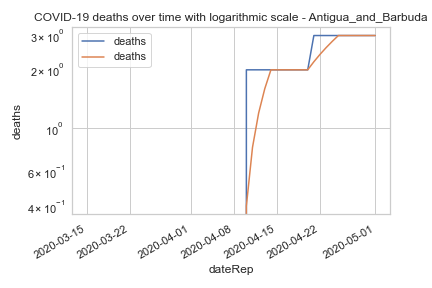 COVID-19 deaths over time with logarithmic scale - Antigua_and_Barbuda
deaths
deaths
3 × 10⁰
2 × 10⁰
10⁰
6 × 10⁻¹
4 × 10⁻¹
deaths
2020-03-15
2020-03-22
2020-04-01
2020-04-08
2020-04-15
2020-04-22
2020-05-01
dateRep